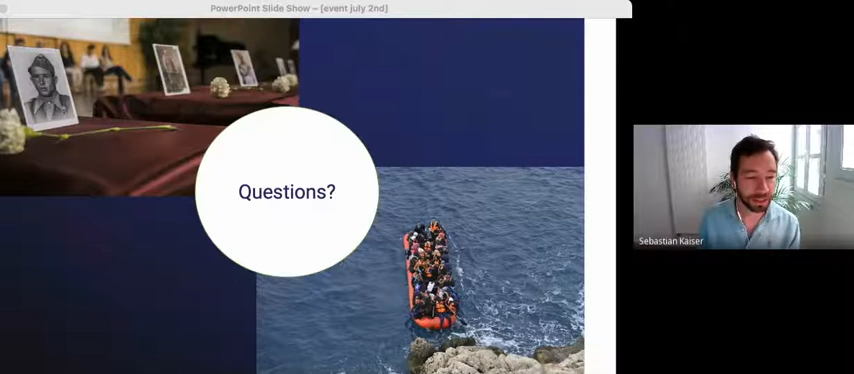 PowerPoint Slide Show – [event july 2nd]
Questions?
Sebastian Kaiser